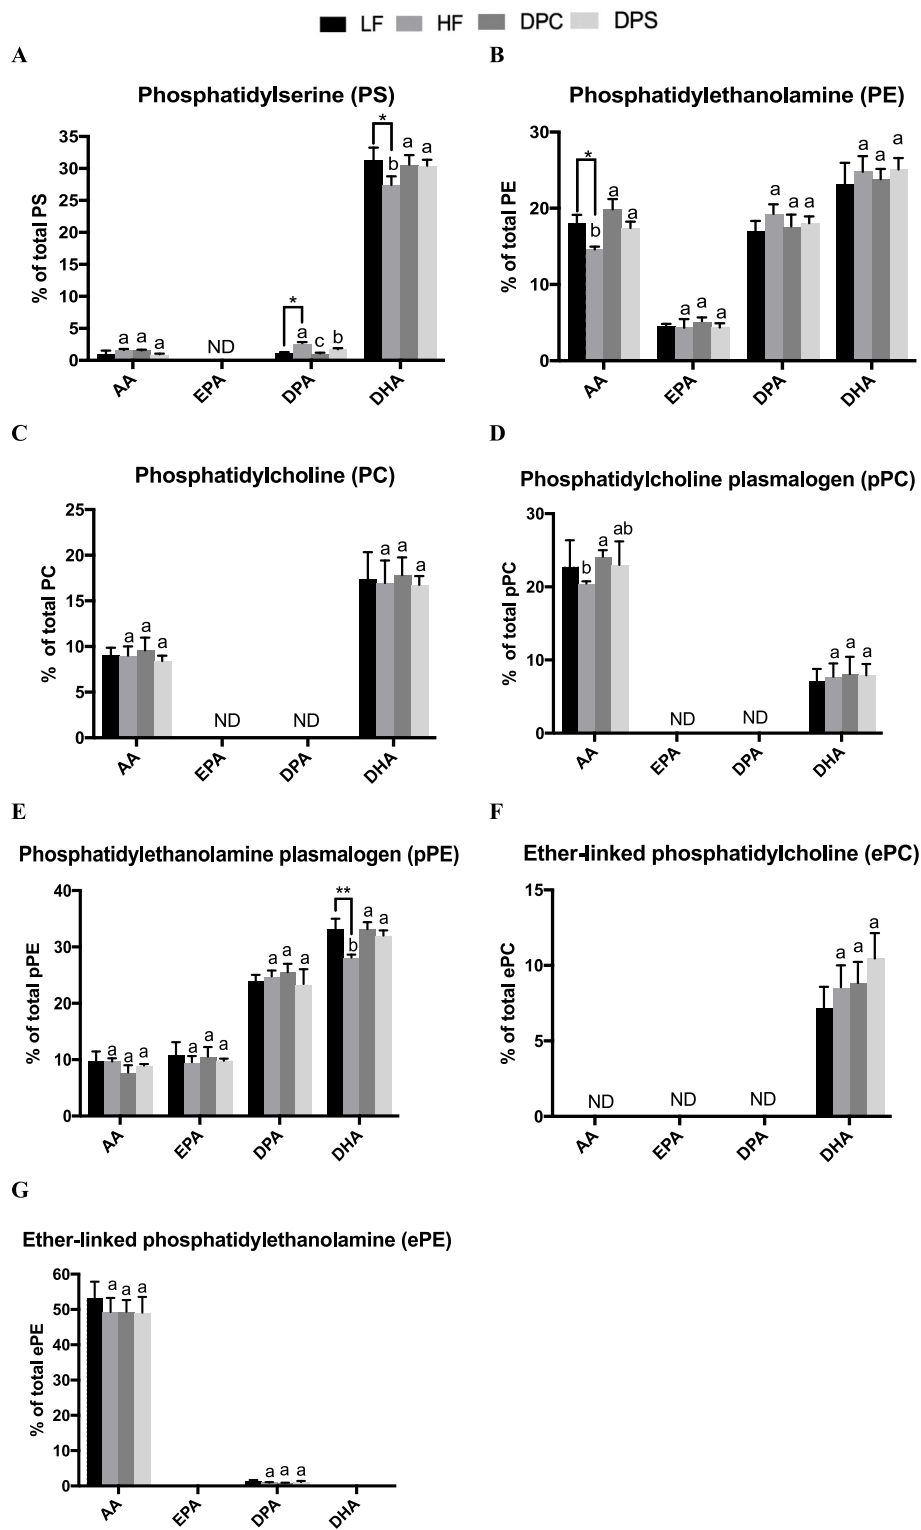 LF HF DPC DPS
A
Phosphatidylserine (PS)
% of total PS
35
30
25
20
15
10
5
0
* *
a a a
ND
a c b
b a a
AA EPA DPA DHA
B
Phosphatidylethanolamine (PE)
% of total PE
30
20
10
0
*
b a a
a a a
a a a
a a a
AA EPA DPA DHA
C
Phosphatidylcholine (PC)
% of total PC
25
20
15
10
5
0
a a a
ND ND
a a a
AA EPA DPA DHA
D
Phosphatidylcholine plasmalogen (pPC)
% of total pPC
30
20
10
0
b a ab
ND ND
a a a
AA EPA DPA DHA
E
Phosphatidylethanolamine plasmalogen (pPE)
% of total pPE
40
30
20
10
0
**
a a a
a a a
a a a
b a a
AA EPA DPA DHA
F
Ether-linked phosphatidylcholine (ePC)
% of total ePC
15
10
5
0
ND ND ND
a a a
AA EPA DPA DHA
G
Ether-linked phosphatidylethanolamine (ePE)
% of total ePE
60
50
40
30
20
10
0
a a a
a a a
AA EPA DPA DHA